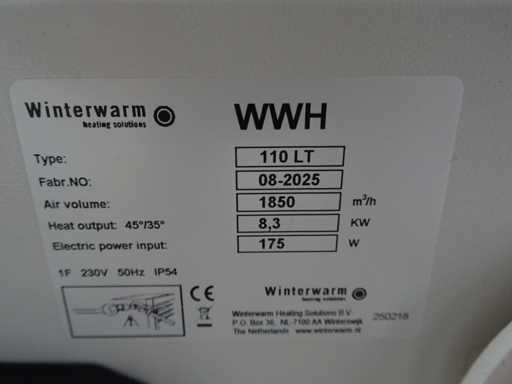 Winterwarm
heating solutions
WWH
Type: 110 LT
Fabr.NO: 08-2025
Air volume: 1850 m³/h
Heat output: 45°/35° 8,3 KW
Electric power input: 175 W
1F 230V 50Hz IP54
CE
Winterwarm
heating solutions
Winterwarm Heating Solutions B.V.
P.O. Box 36, NL-7100 AA Winterswijk
The Netherlands www.winterwarm.nl
250218